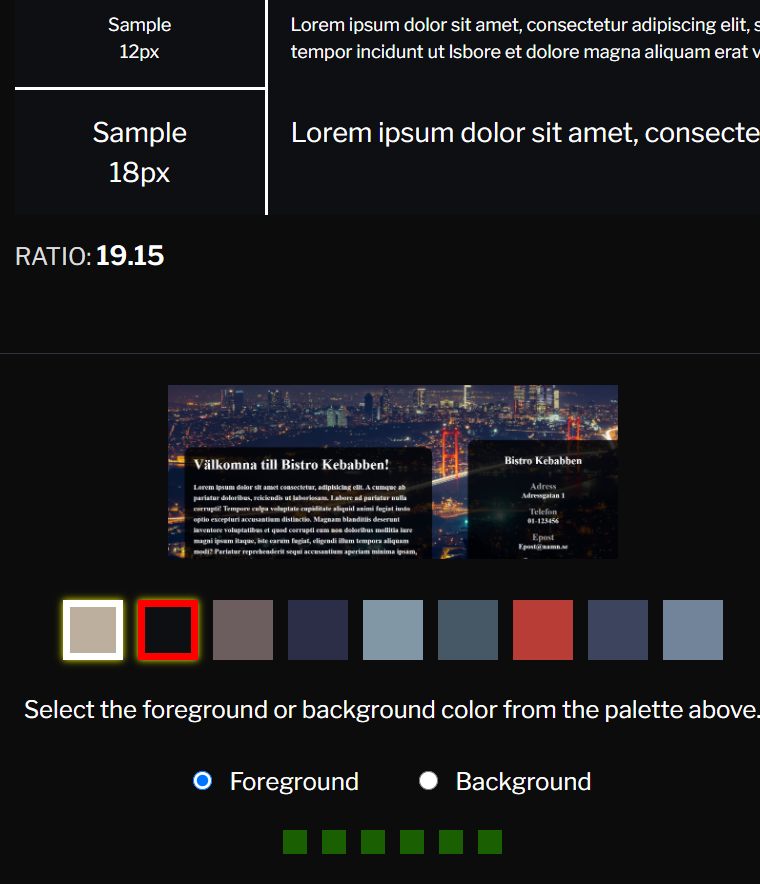 Sample
12px
Lorem ipsum dolor sit amet, consectetur adipiscing elit, s
tempor incidunt ut lsbore et dolore magna aliquam erat v
Sample
18px
Lorem ipsum dolor sit amet, consecte
RATIO: 19.15
Välkomna till Bistro Kebabben!
Lorem ipsum dolor sit amet consectetur, adipisicing elit. A cumque ab
pariatur doloribus, reiciendis ut laboriosam. Labore ad pariatur nulla
corrupti! Tempore culpa voluptate cupiditate aliquid animi fugiat iusto
optio excepturi accusantium distinctio. Magnam blanditiis deserunt
inventore voluptatibus et quod corrupti eum non doloribus mollitia iure
magni ipsum itaque, iste earum fugiat, eligendi illum tempora aliquam
modi? Pariatur reprehenderit sequi accusantium aperiam minima ipsam,
Bistro Kebabben
Adress
Adressgatan 1
Telefon
01-123456
Epost
Epost@namn.se
Select the foreground or background color from the palette above.
Foreground
Background